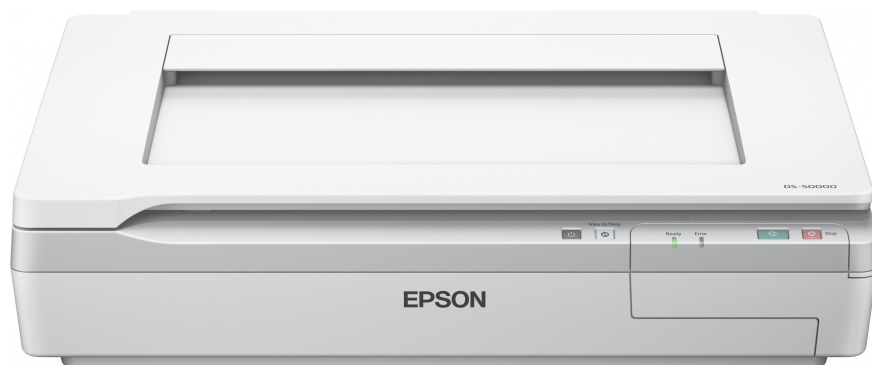 DS-50000
Wake Up/Sleep
Ready Error
Stop
EPSON